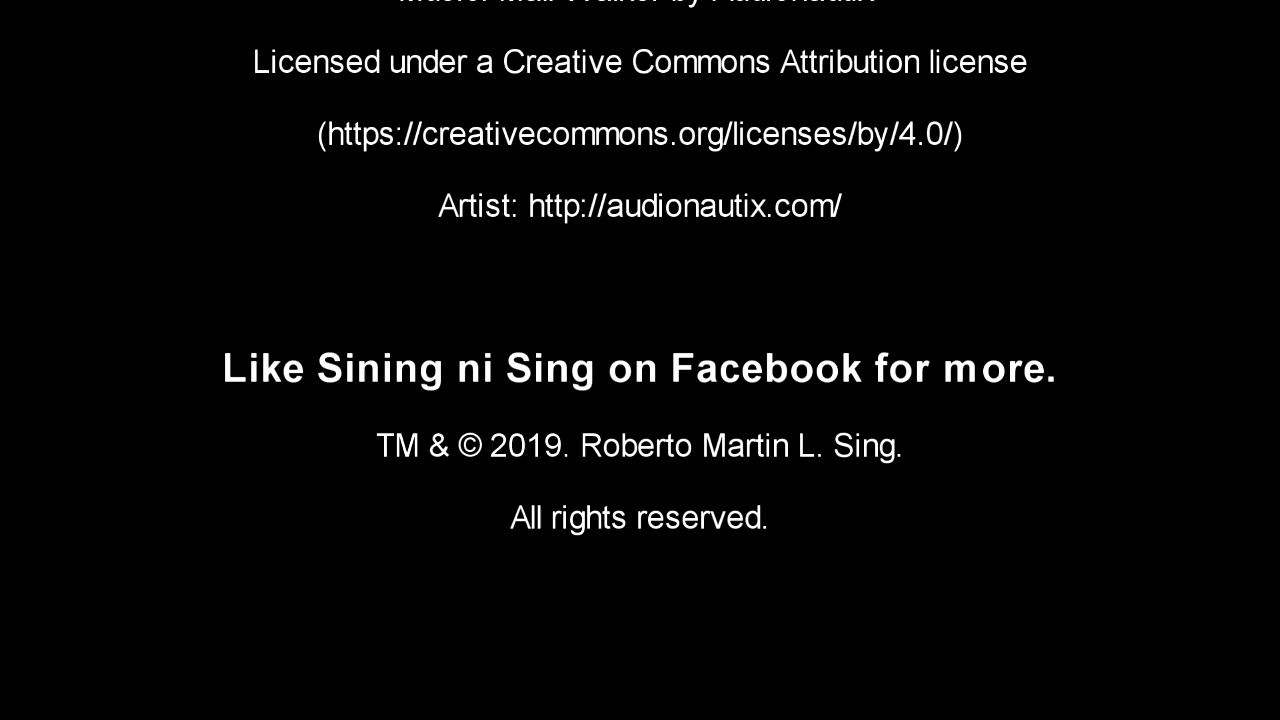 Licensed under a Creative Commons Attribution license
(https://creativecommons.org/licenses/by/4.0/)
Artist: http://audionautix.com/
Like Sining ni Sing on Facebook for more.
TM & © 2019. Roberto Martin L. Sing.
All rights reserved.